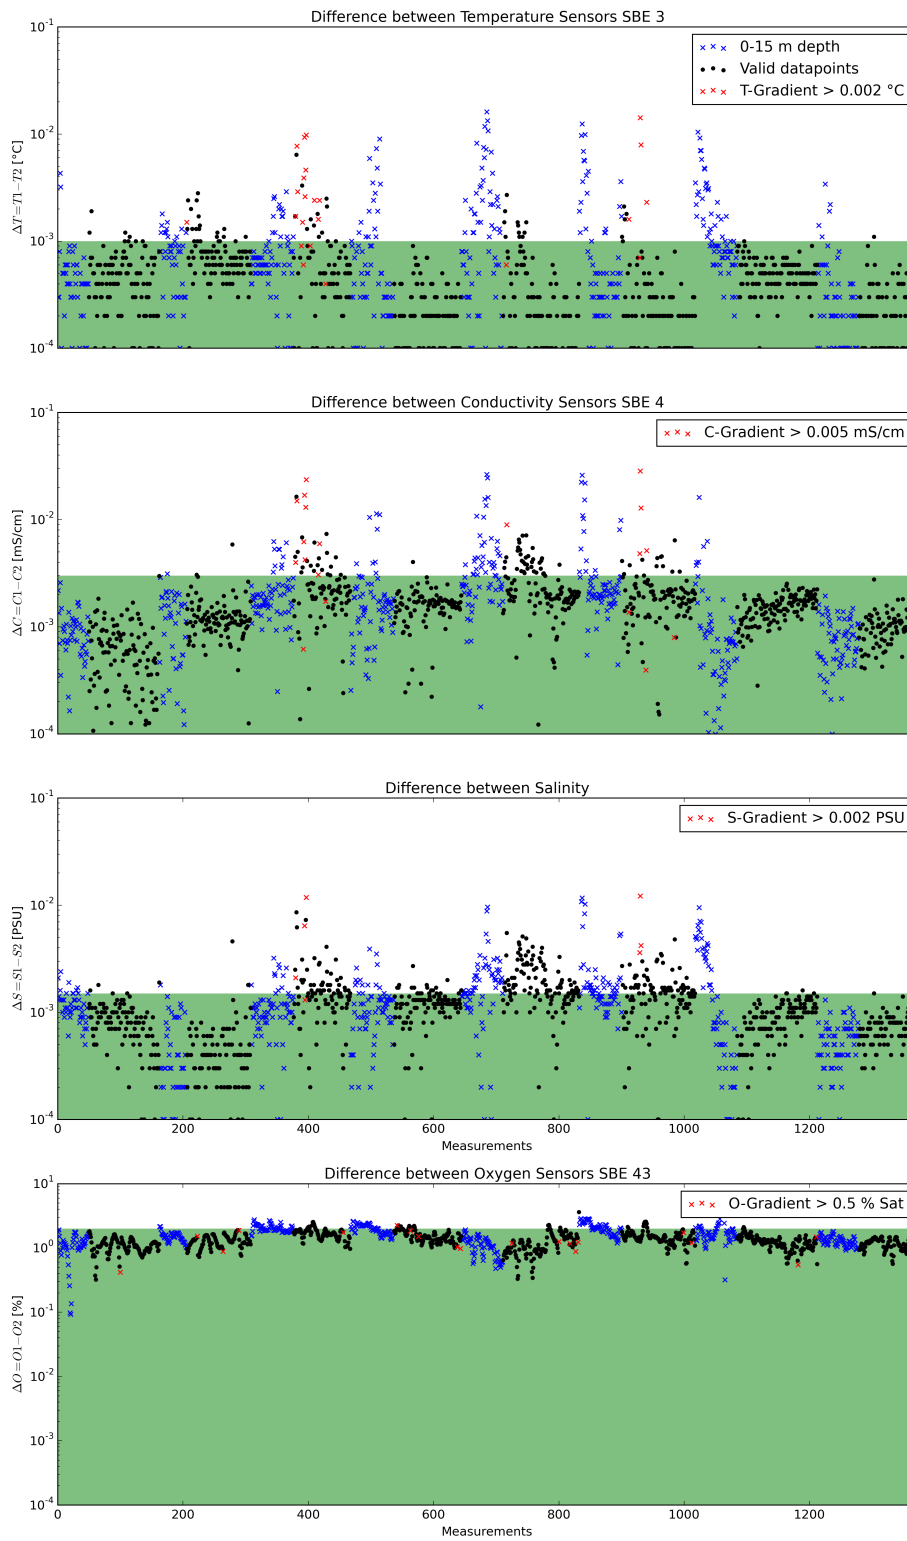 Difference between Temperature Sensors SBE 3
10^-1
10^-2
10^-3
10^-4
ΔT=T1−T2 [°C]
0-15 m depth
Valid datapoints
T-Gradient > 0.002 °C
Difference between Conductivity Sensors SBE 4
10^-1
10^-2
10^-3
10^-4
ΔC=C1−C2 [mS/cm]
C-Gradient > 0.005 mS/cm
Difference between Salinity
10^-1
10^-2
10^-3
10^-4
ΔS=S1−S2 [PSU]
S-Gradient > 0.002 PSU
0 200 400 600 800 1000 1200
Measurements
Difference between Oxygen Sensors SBE 43
10^1
10^0
10^-1
10^-2
10^-3
10^-4
ΔO=O1−O2 [%]
O-Gradient > 0.5 % Sat
0 200 400 600 800 1000 1200
Measurements